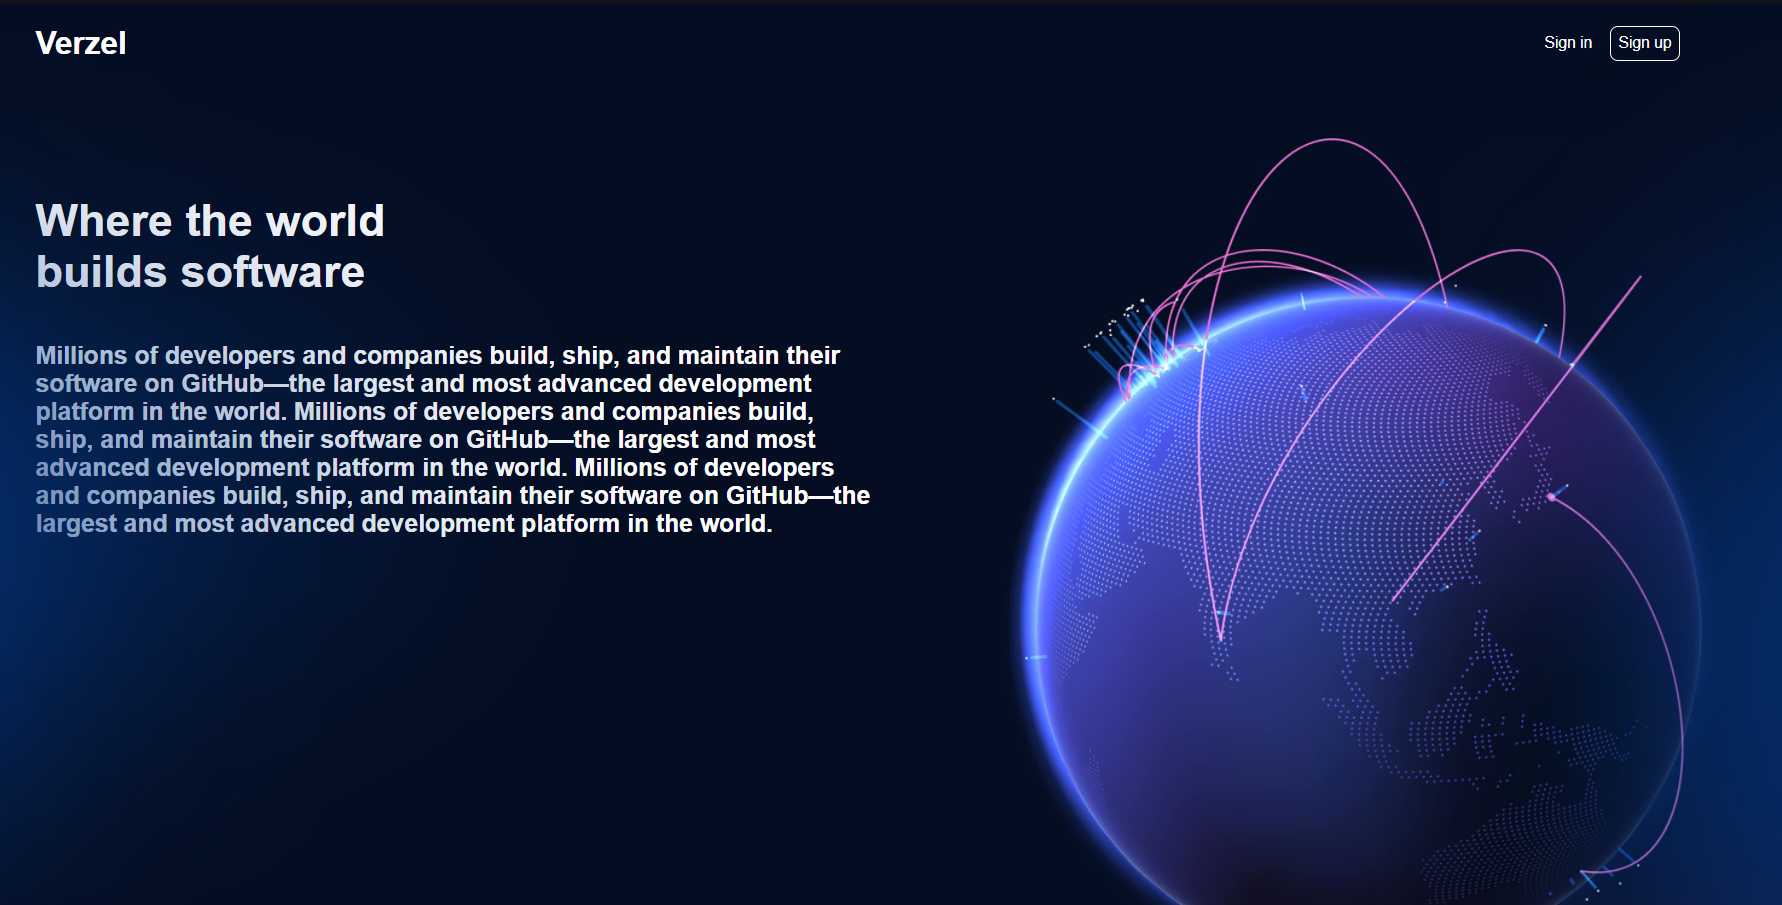 Verzel
Sign in
Sign up
Where the world
builds software
Millions of developers and companies build, ship, and maintain their
software on GitHub—the largest and most advanced development
platform in the world. Millions of developers and companies build,
ship, and maintain their software on GitHub—the largest and most
advanced development platform in the world. Millions of developers
and companies build, ship, and maintain their software on GitHub—the
largest and most advanced development platform in the world.